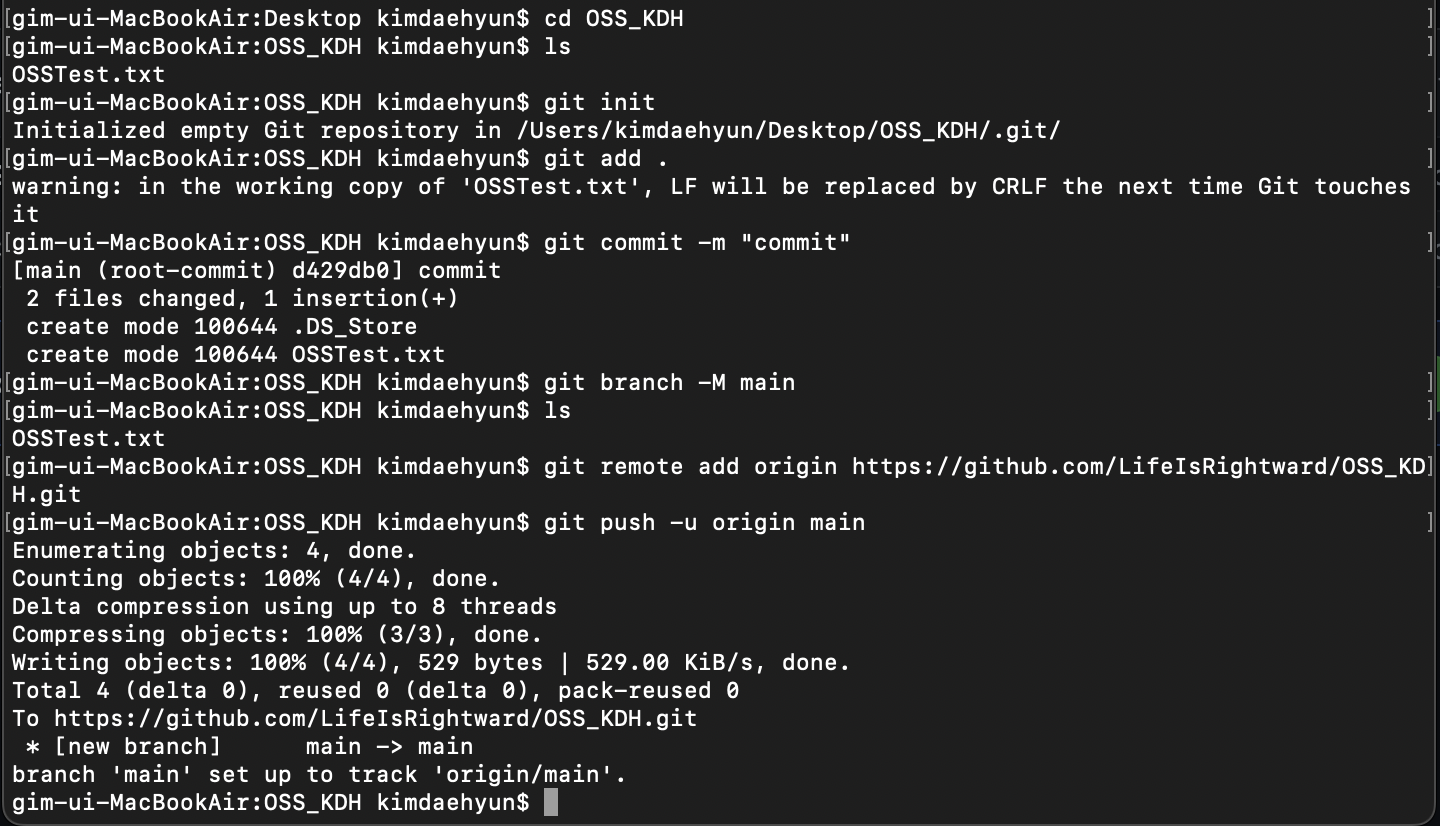 [gim-ui-MacBookAir:Desktop kimdaehyun$ cd OSS_KDH ]
[gim-ui-MacBookAir:OSS_KDH kimdaehyun$ ls ]
OSSTest.txt
[gim-ui-MacBookAir:OSS_KDH kimdaehyun$ git init ]
Initialized empty Git repository in /Users/kimdaehyun/Desktop/OSS_KDH/.git/
[gim-ui-MacBookAir:OSS_KDH kimdaehyun$ git add . ]
warning: in the working copy of 'OSSTest.txt', LF will be replaced by CRLF the next time Git touches
it
[gim-ui-MacBookAir:OSS_KDH kimdaehyun$ git commit -m "commit" ]
[main (root-commit) d429db0] commit
 2 files changed, 1 insertion(+)
 create mode 100644 .DS_Store
 create mode 100644 OSSTest.txt
[gim-ui-MacBookAir:OSS_KDH kimdaehyun$ git branch -M main ]
[gim-ui-MacBookAir:OSS_KDH kimdaehyun$ ls ]
OSSTest.txt
[gim-ui-MacBookAir:OSS_KDH kimdaehyun$ git remote add origin https://github.com/LifeIsRightward/OSS_KD]
H.git
[gim-ui-MacBookAir:OSS_KDH kimdaehyun$ git push -u origin main ]
Enumerating objects: 4, done.
Counting objects: 100% (4/4), done.
Delta compression using up to 8 threads
Compressing objects: 100% (3/3), done.
Writing objects: 100% (4/4), 529 bytes | 529.00 KiB/s, done.
Total 4 (delta 0), reused 0 (delta 0), pack-reused 0
To https://github.com/LifeIsRightward/OSS_KDH.git
 * [new branch]      main -> main
branch 'main' set up to track 'origin/main'.
gim-ui-MacBookAir:OSS_KDH kimdaehyun$